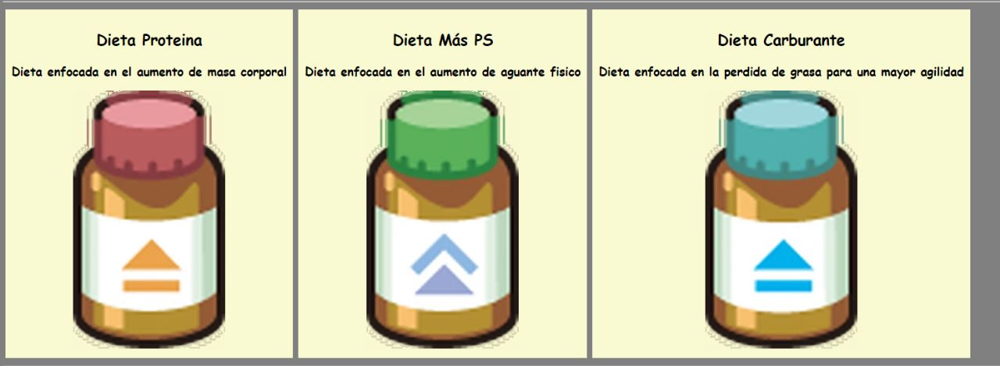 Dieta Proteina
Dieta enfocada en el aumento de masa corporal
Dieta Más PS
Dieta enfocada en el aumento de aguante fisico
Dieta Carburante
Dieta enfocada en la perdida de grasa para una mayor agilidad